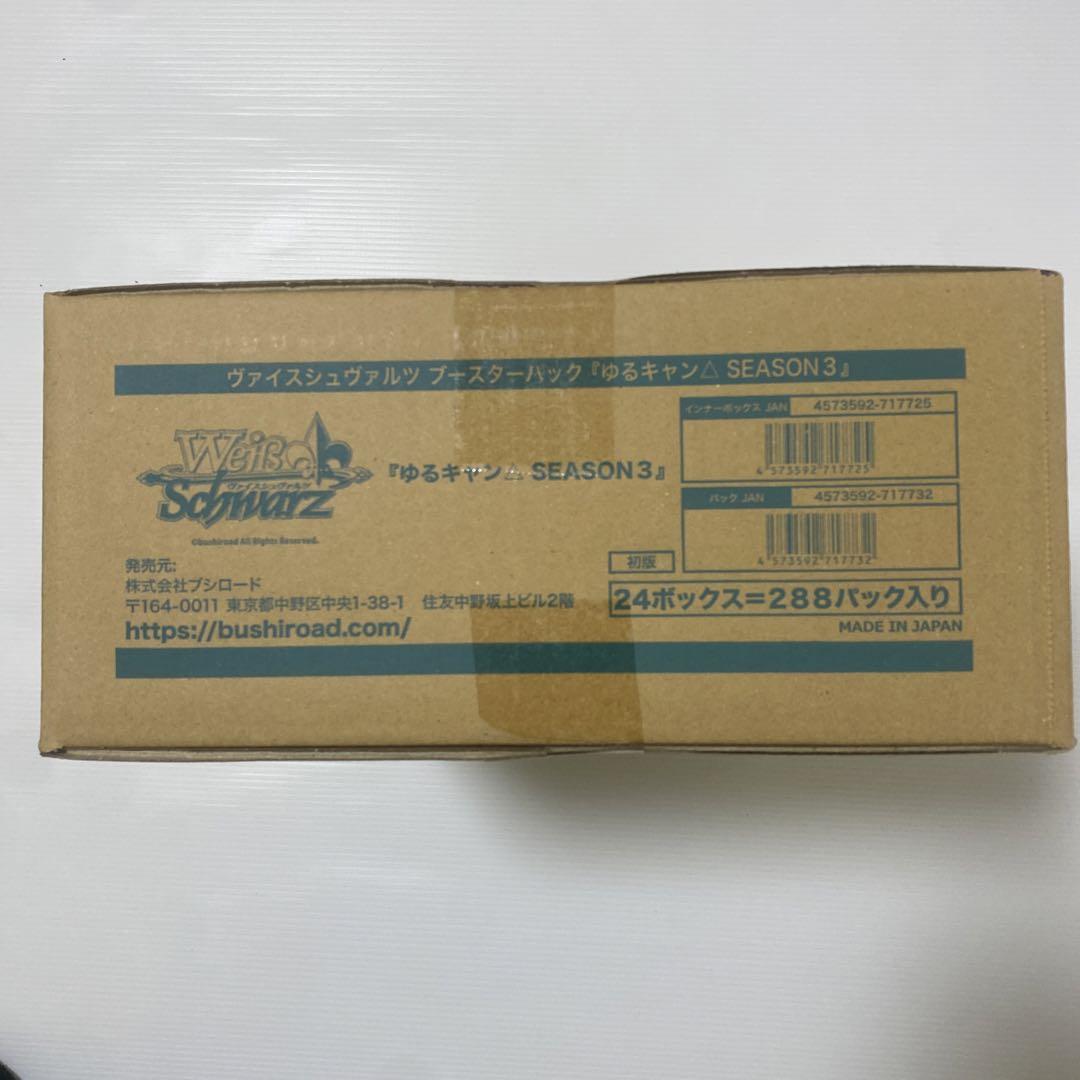 ヴァイスシュヴァルツ ブースターパック『ゆるキャン△ SEASON3』
Weiß
ヴァイスシュヴァルツ
Schwarz
©bushiroad All Rights Reserved.
『ゆるキャン△ SEASON3』
インナーボックス JAN 4573592-717725
4 573592 717725
パック JAN 4573592-717732
4 573592 717732
初版
24ボックス=288パック入り
MADE IN JAPAN
発売元:
株式会社ブシロード
〒164-0011 東京都中野区中央1-38-1 住友中野坂上ビル2階
https://bushiroad.com/